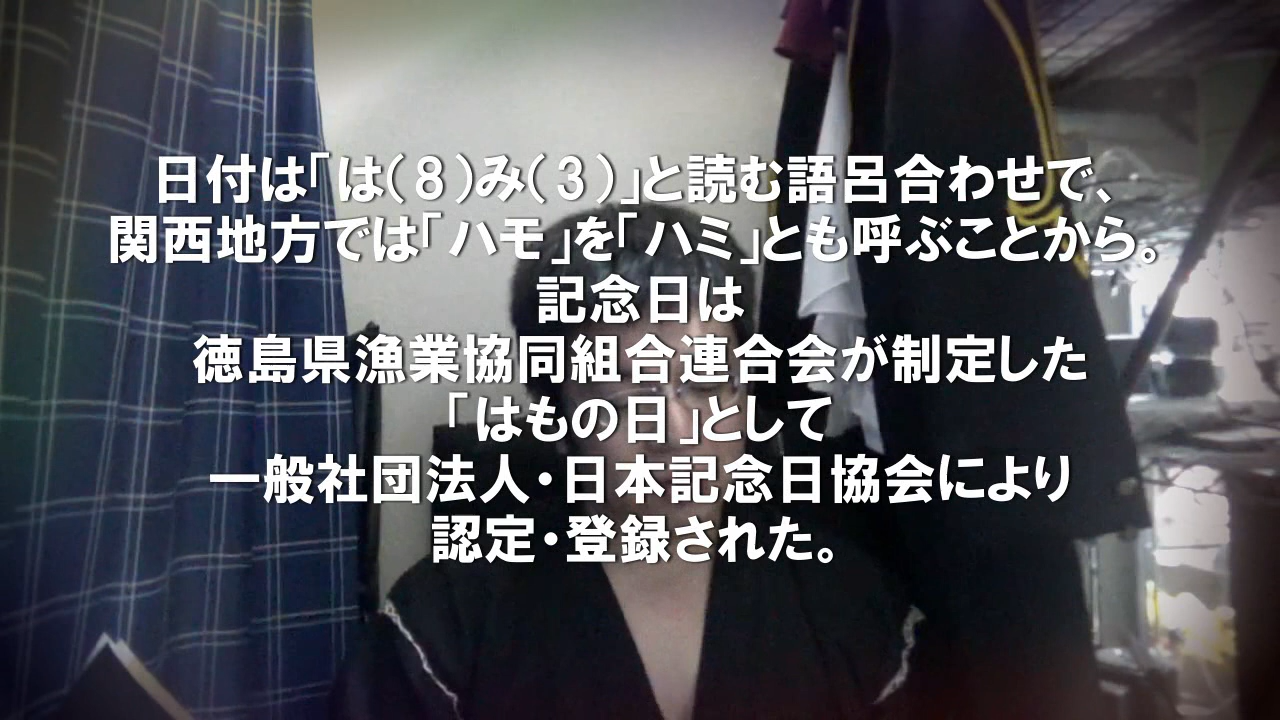 日付は「は（８）み（３）」と読む語呂合わせで、
関西地方では「ハモ」を「ハミ」とも呼ぶことから。
記念日は
徳島県漁業協同組合連合会が制定した
「はもの日」として
一般社団法人・日本記念日協会により
認定・登録された。